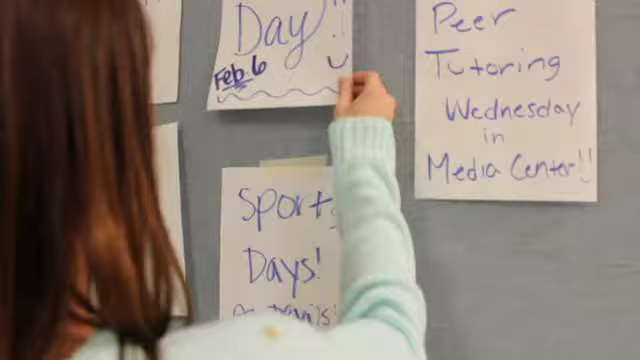 Day!!
Feb. 6
Peer
Tutoring
Wednesday
in
Media Center!!
Sports
Days!